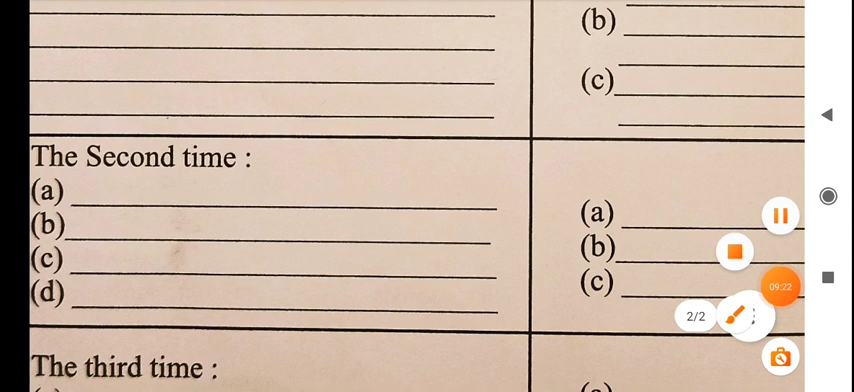 (b)
(c)
The Second time :
(a)
(b)
(c)
(d)
(a)
(b)
(c)
The third time :
09:22
2/2